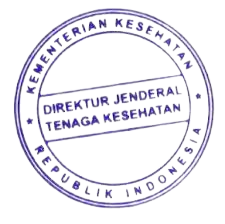 KEMENTERIAN KESEHATAN
DIREKTUR JENDERAL
TENAGA KESEHATAN
* REPUBLIK INDONESIA *